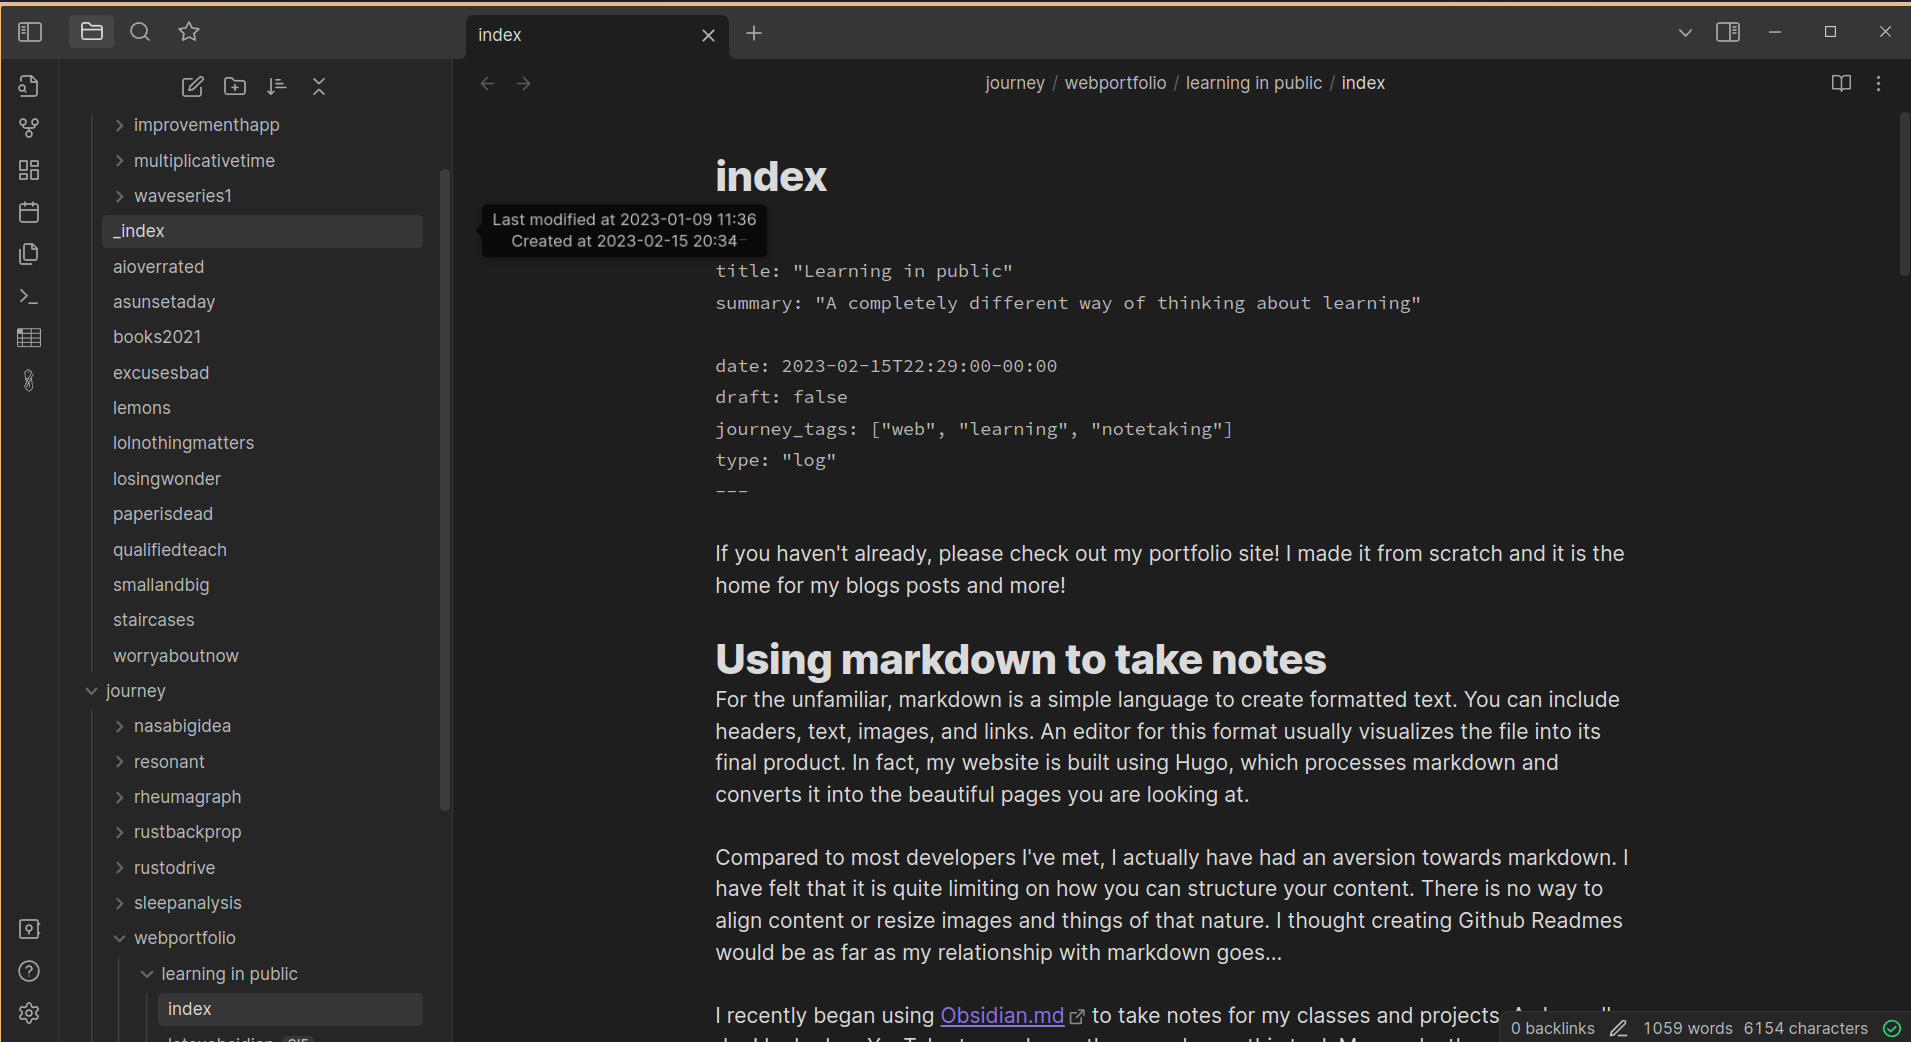 index
journey / webportfolio / learning in public / index
improvementhapp
multiplicativetime
waveseries1
_index
aioverrated
asunsetaday
books2021
excusesbad
lemons
lolnothingmatters
losingwonder
paperisdead
qualifiedteach
smallandbig
staircases
worryaboutnow
journey
nasabigidea
resonant
rheumagraph
rustbackprop
rustodrive
sleepanalysis
webportfolio
learning in public
index
Last modified at 2023-01-09 11:36
Created at 2023-02-15 20:34
index
title: "Learning in public"
summary: "A completely different way of thinking about learning"
date: 2023-02-15T22:29:00-00:00
draft: false
journey_tags: ["web", "learning", "notetaking"]
type: "log"
---
If you haven't already, please check out my portfolio site! I made it from scratch and it is the
home for my blogs posts and more!
Using markdown to take notes
For the unfamiliar, markdown is a simple language to create formatted text. You can include
headers, text, images, and links. An editor for this format usually visualizes the file into its
final product. In fact, my website is built using Hugo, which processes markdown and
converts it into the beautiful pages you are looking at.
Compared to most developers I've met, I actually have had an aversion towards markdown. I
have felt that it is quite limiting on how you can structure your content. There is no way to
align content or resize images and things of that nature. I thought creating Github Readmes
would be as far as my relationship with markdown goes...
I recently began using Obsidian.md to take notes for my classes and projects.
0 backlinks 1059 words 6154 characters